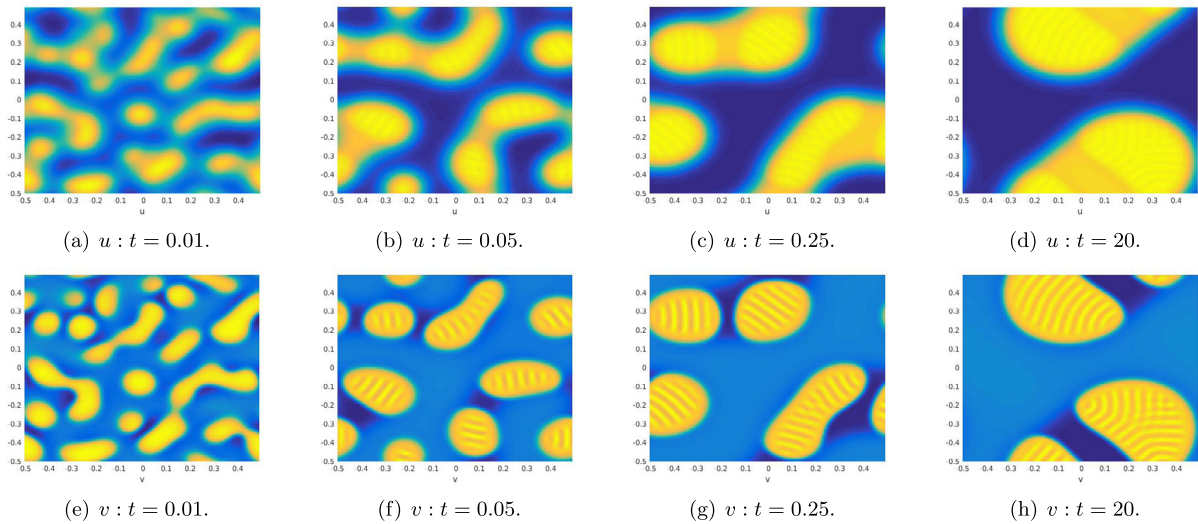 0.5 0.4 0.3 0.2 0.1 0 0.1 0.2 0.3 0.4
u
(a) u : t = 0.01.
(b) u : t = 0.05.
(c) u : t = 0.25.
(d) u : t = 20.
0.5 0.4 0.3 0.2 0.1 0 0.1 0.2 0.3 0.4
v
(e) v : t = 0.01.
(f) v : t = 0.05.
(g) v : t = 0.25.
(h) v : t = 20.